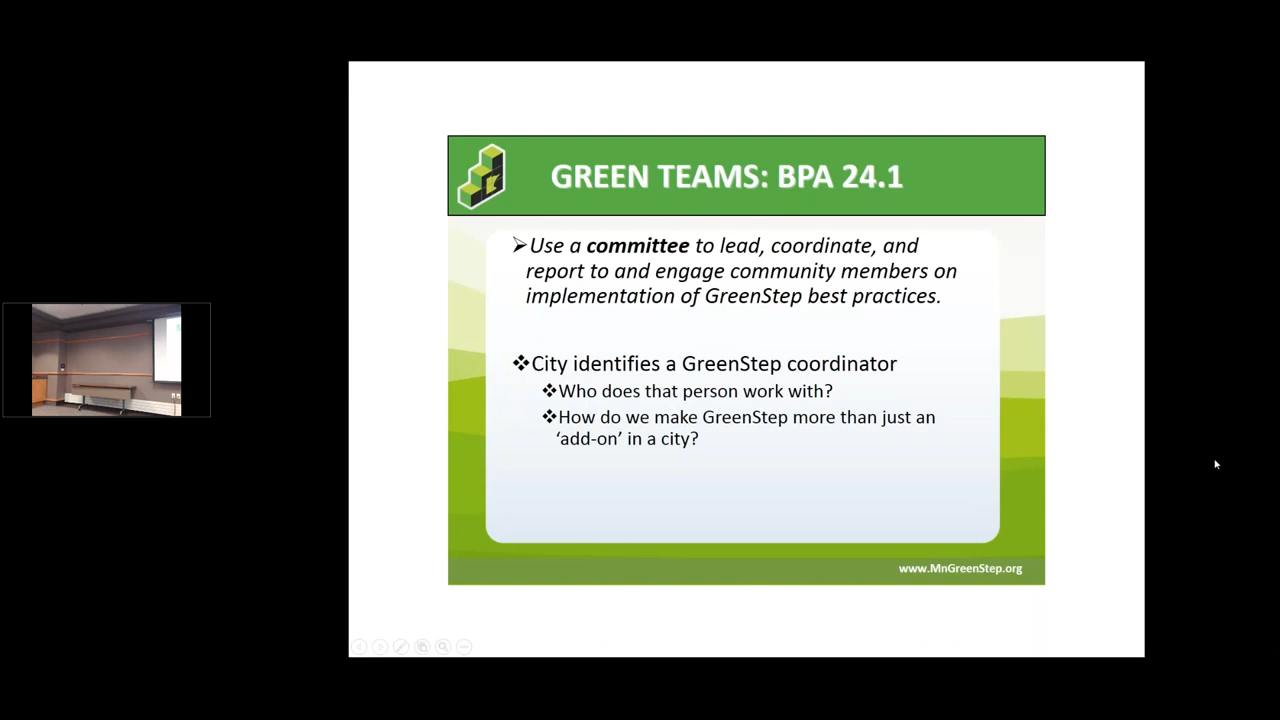 GREEN TEAMS: BPA 24.1
➢Use a committee to lead, coordinate, and
report to and engage community members on
implementation of GreenStep best practices.
❖City identifies a GreenStep coordinator
❖Who does that person work with?
❖How do we make GreenStep more than just an
‘add-on’ in a city?
www.MnGreenStep.org